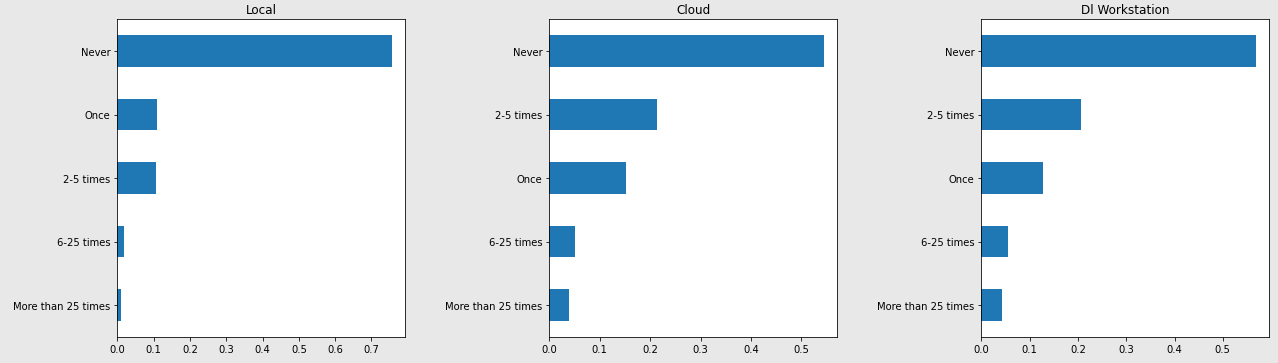 Local
Never
Once
2-5 times
6-25 times
More than 25 times
0.0 0.1 0.2 0.3 0.4 0.5 0.6 0.7
Cloud
Never
2-5 times
Once
6-25 times
More than 25 times
0.0 0.1 0.2 0.3 0.4 0.5
Dl Workstation
Never
2-5 times
Once
6-25 times
More than 25 times
0.0 0.1 0.2 0.3 0.4 0.5